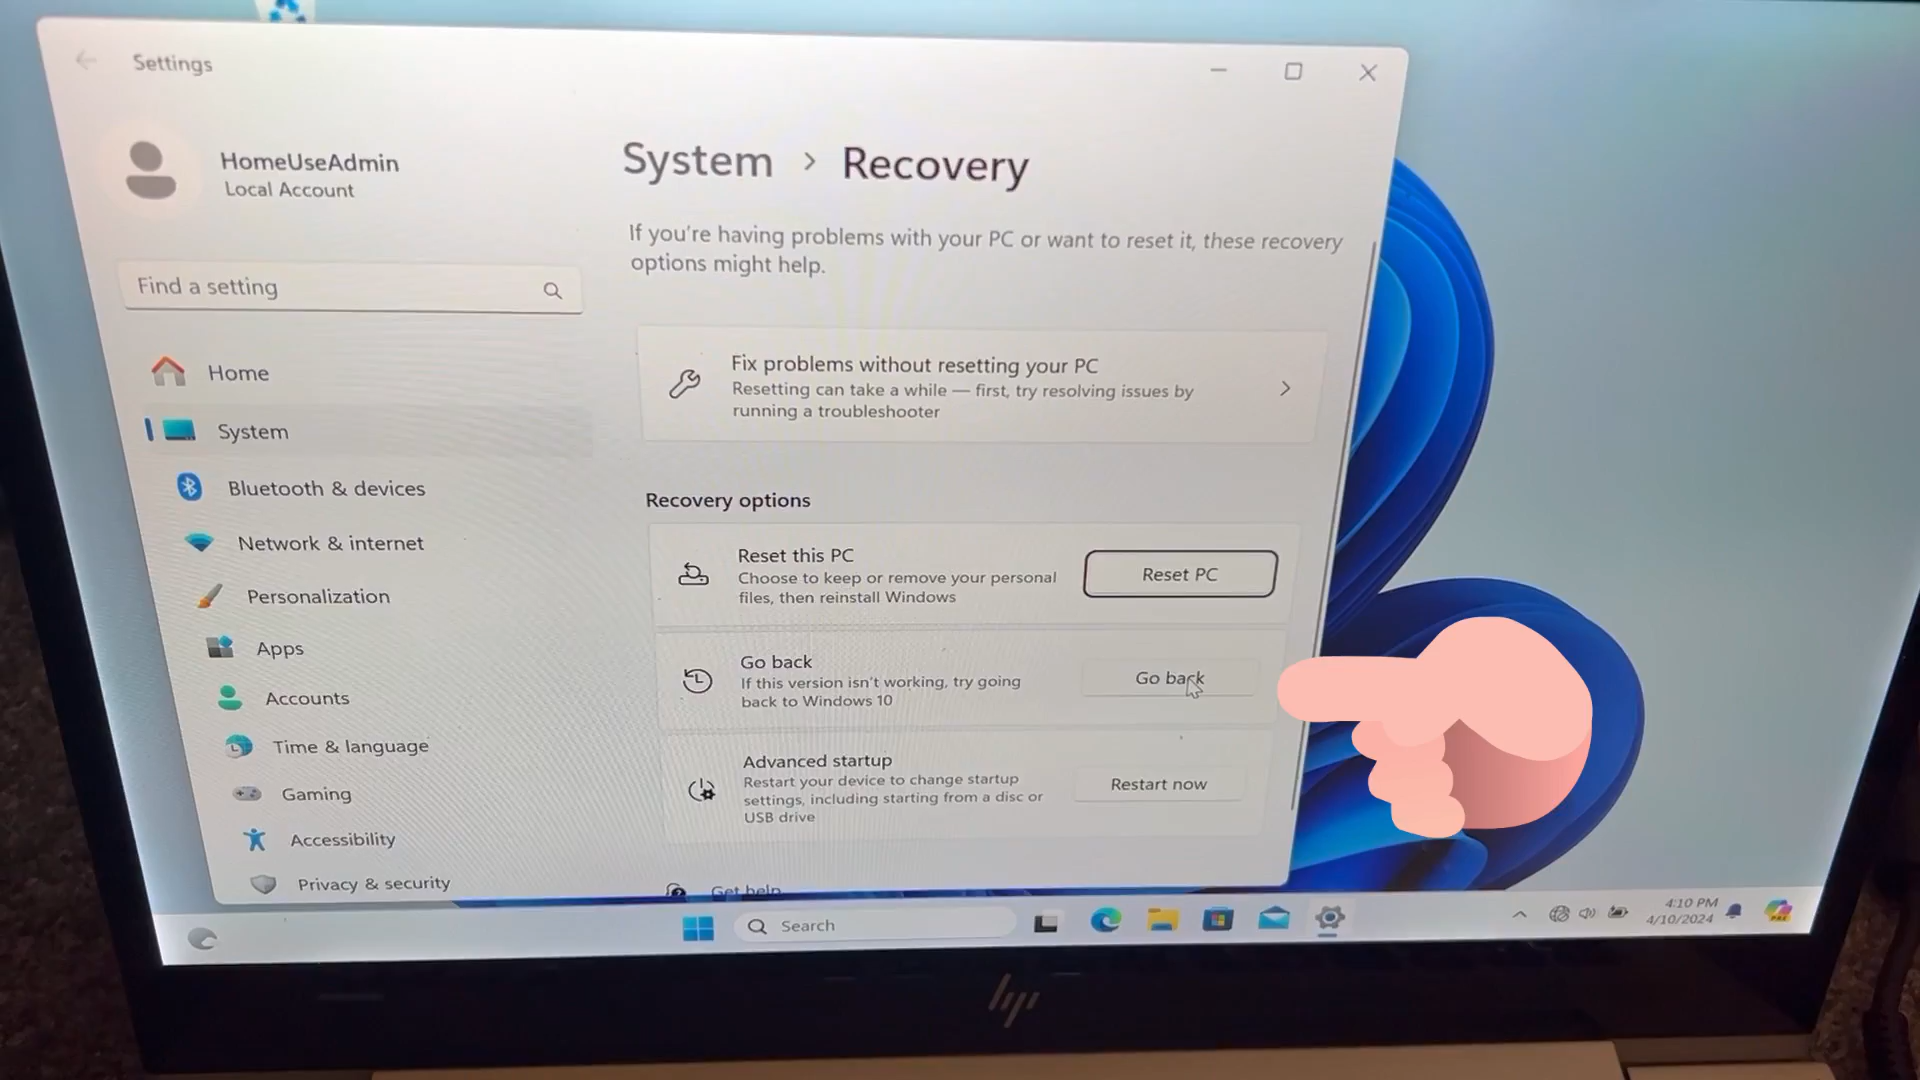 Settings
HomeUseAdmin
Local Account
Find a setting
Home
System
Bluetooth & devices
Network & internet
Personalization
Apps
Accounts
Time & language
Gaming
Accessibility
Privacy & security
System > Recovery
If you're having problems with your PC or want to reset it, these recovery
options might help.
Fix problems without resetting your PC
Resetting can take a while — first, try resolving issues by
running a troubleshooter
Recovery options
Reset this PC
Choose to keep or remove your personal
files, then reinstall Windows
Reset PC
Go back
If this version isn't working, try going
back to Windows 10
Go back
Advanced startup
Restart your device to change startup
settings, including starting from a disc or
USB drive
Restart now
Get help
Search
4:10 PM
4/10/2024
PRE
hp